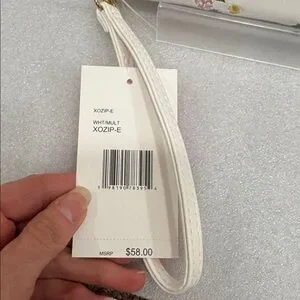 XOZIP-E
WHT/MULT
XOZIP-E
MSRP $58.00